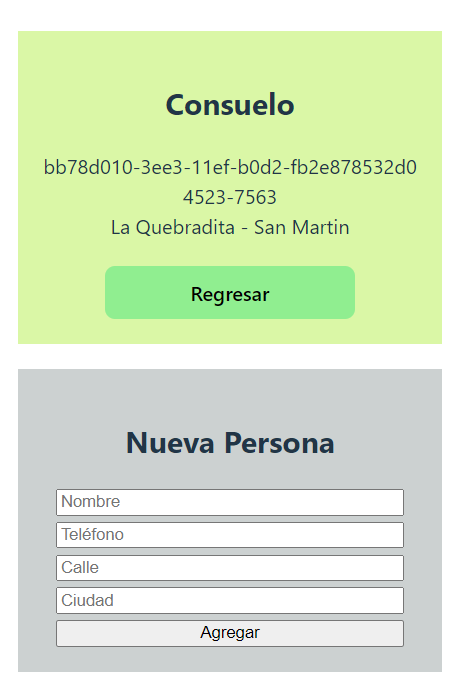 Consuelo
bb78d010-3ee3-11ef-b0d2-fb2e878532d0
4523-7563
La Quebradita - San Martin
Regresar
Nueva Persona
Nombre
Teléfono
Calle
Ciudad
Agregar